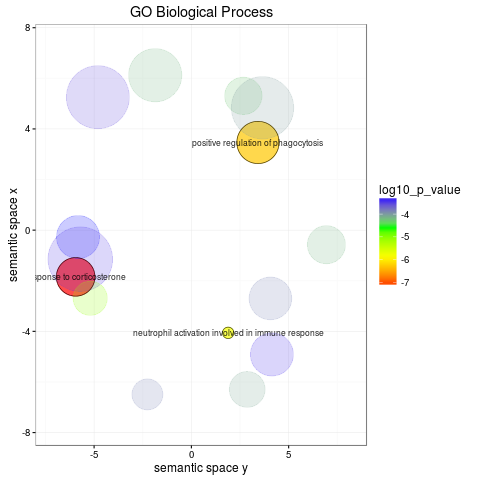 GO Biological Process
8
4
0
-4
-8
semantic space x
positive regulation of phagocytosis
sponse to corticosterone
neutrophil activation involved in immune response
-5
0
5
semantic space y
log10_p_value
-4
-5
-6
-7